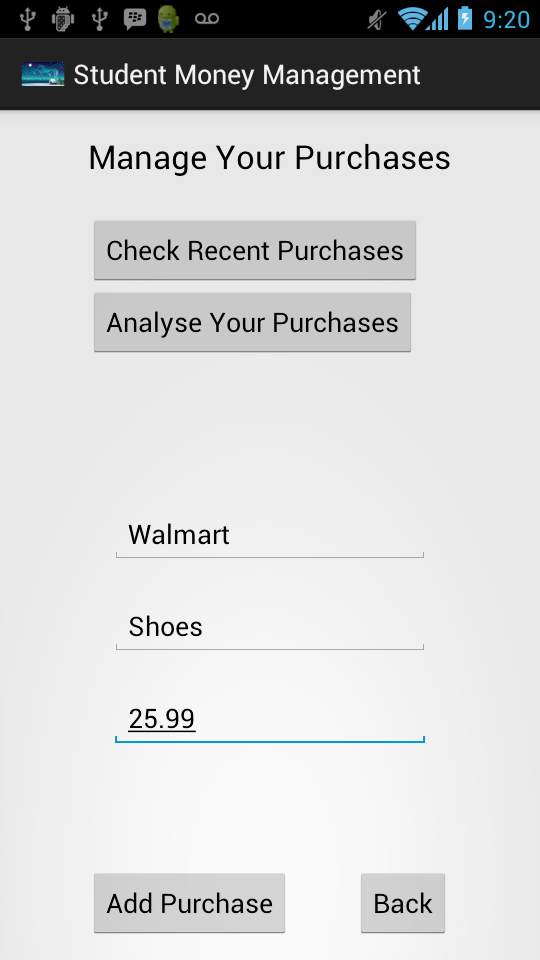 9:20
Student Money Management
Manage Your Purchases
Check Recent Purchases
Analyse Your Purchases
Walmart
Shoes
25.99
Add Purchase Back